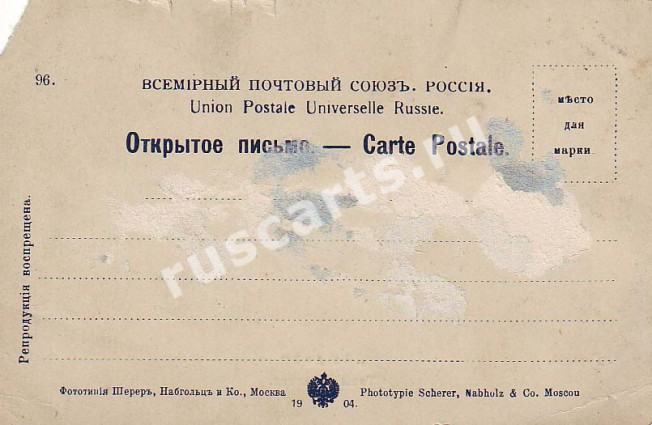 96.
ВСЕМІРНЫЙ ПОЧТОВЫЙ СОЮЗЪ. РОССІЯ.
Union Postale Universelle Russie.
Открытое письмо. — Carte Postale.
мѣсто
для
марки
Репродукція воспрещена.
ruscarts.ru
Фототипія Шереръ, Набгольцъ и Ко., Москва
Phototypie Scherer, Nabholz & Co. Moscou
19 04.